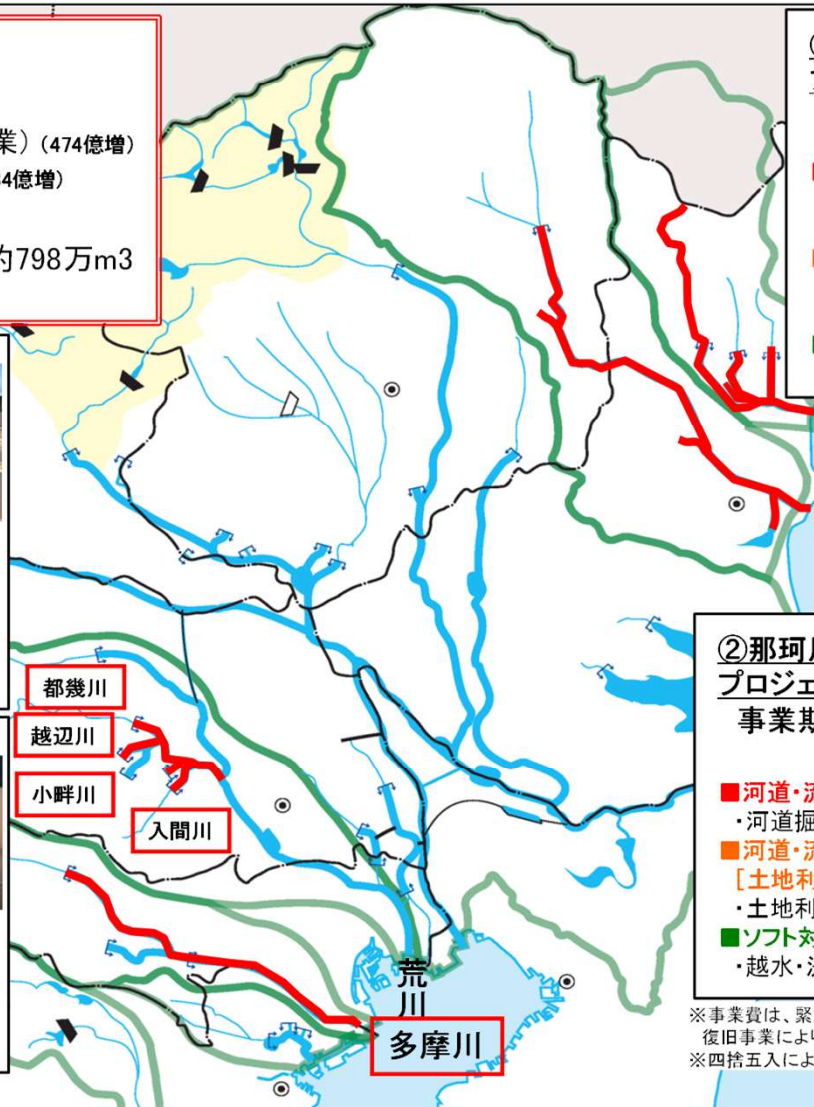 業）(474億増)
4億増)
約798万m3
都幾川
越辺川
小畔川
入間川
荒川
多摩川
②那珂川
プロジェ
事業期
■河道・流
・河道掘
■河道・流
[土地利
・土地利
■ソフト対
・越水・決
※事業費は、緊
復旧事業により
※四捨五入によ